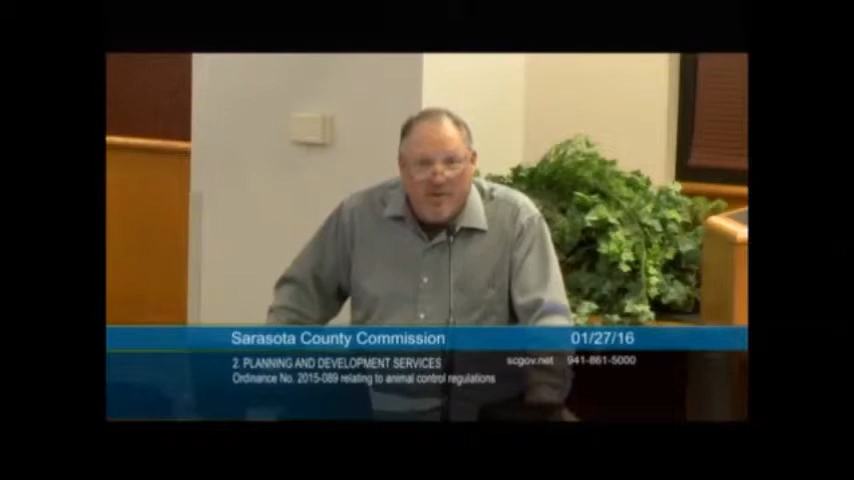 Sarasota County Commission 01/27/16
2. PLANNING AND DEVELOPMENT SERVICES scgov.net 941-861-5000
Ordinance No. 2015-089 relating to animal control regulations